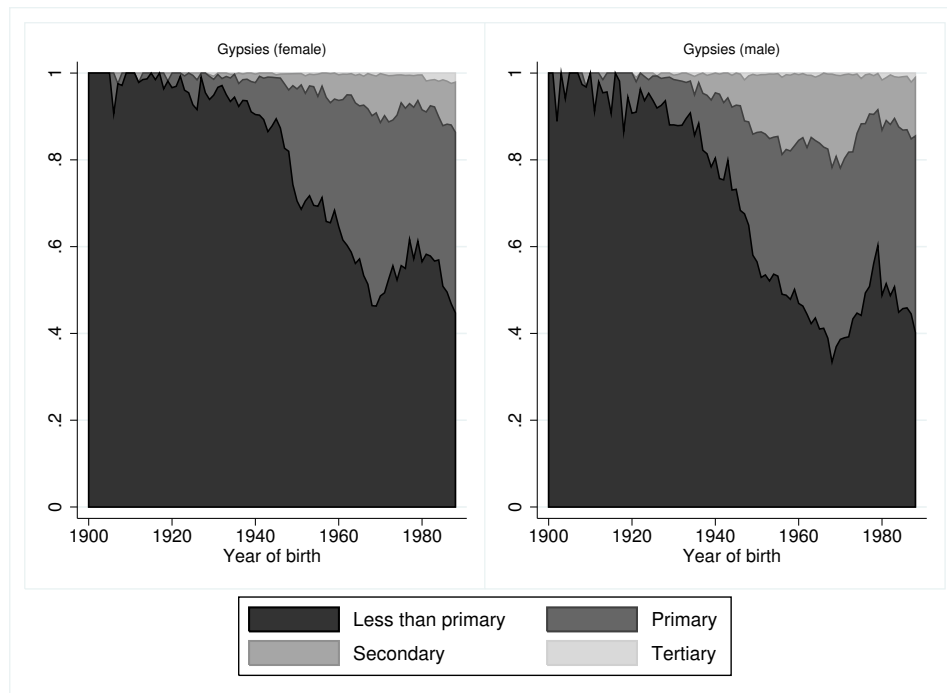 Gypsies (female)
1
.8
.6
.4
.2
0
1900 1920 1940 1960 1980
Year of birth
Gypsies (male)
1
.8
.6
.4
.2
0
1900 1920 1940 1960 1980
Year of birth
Less than primary Primary
Secondary Tertiary